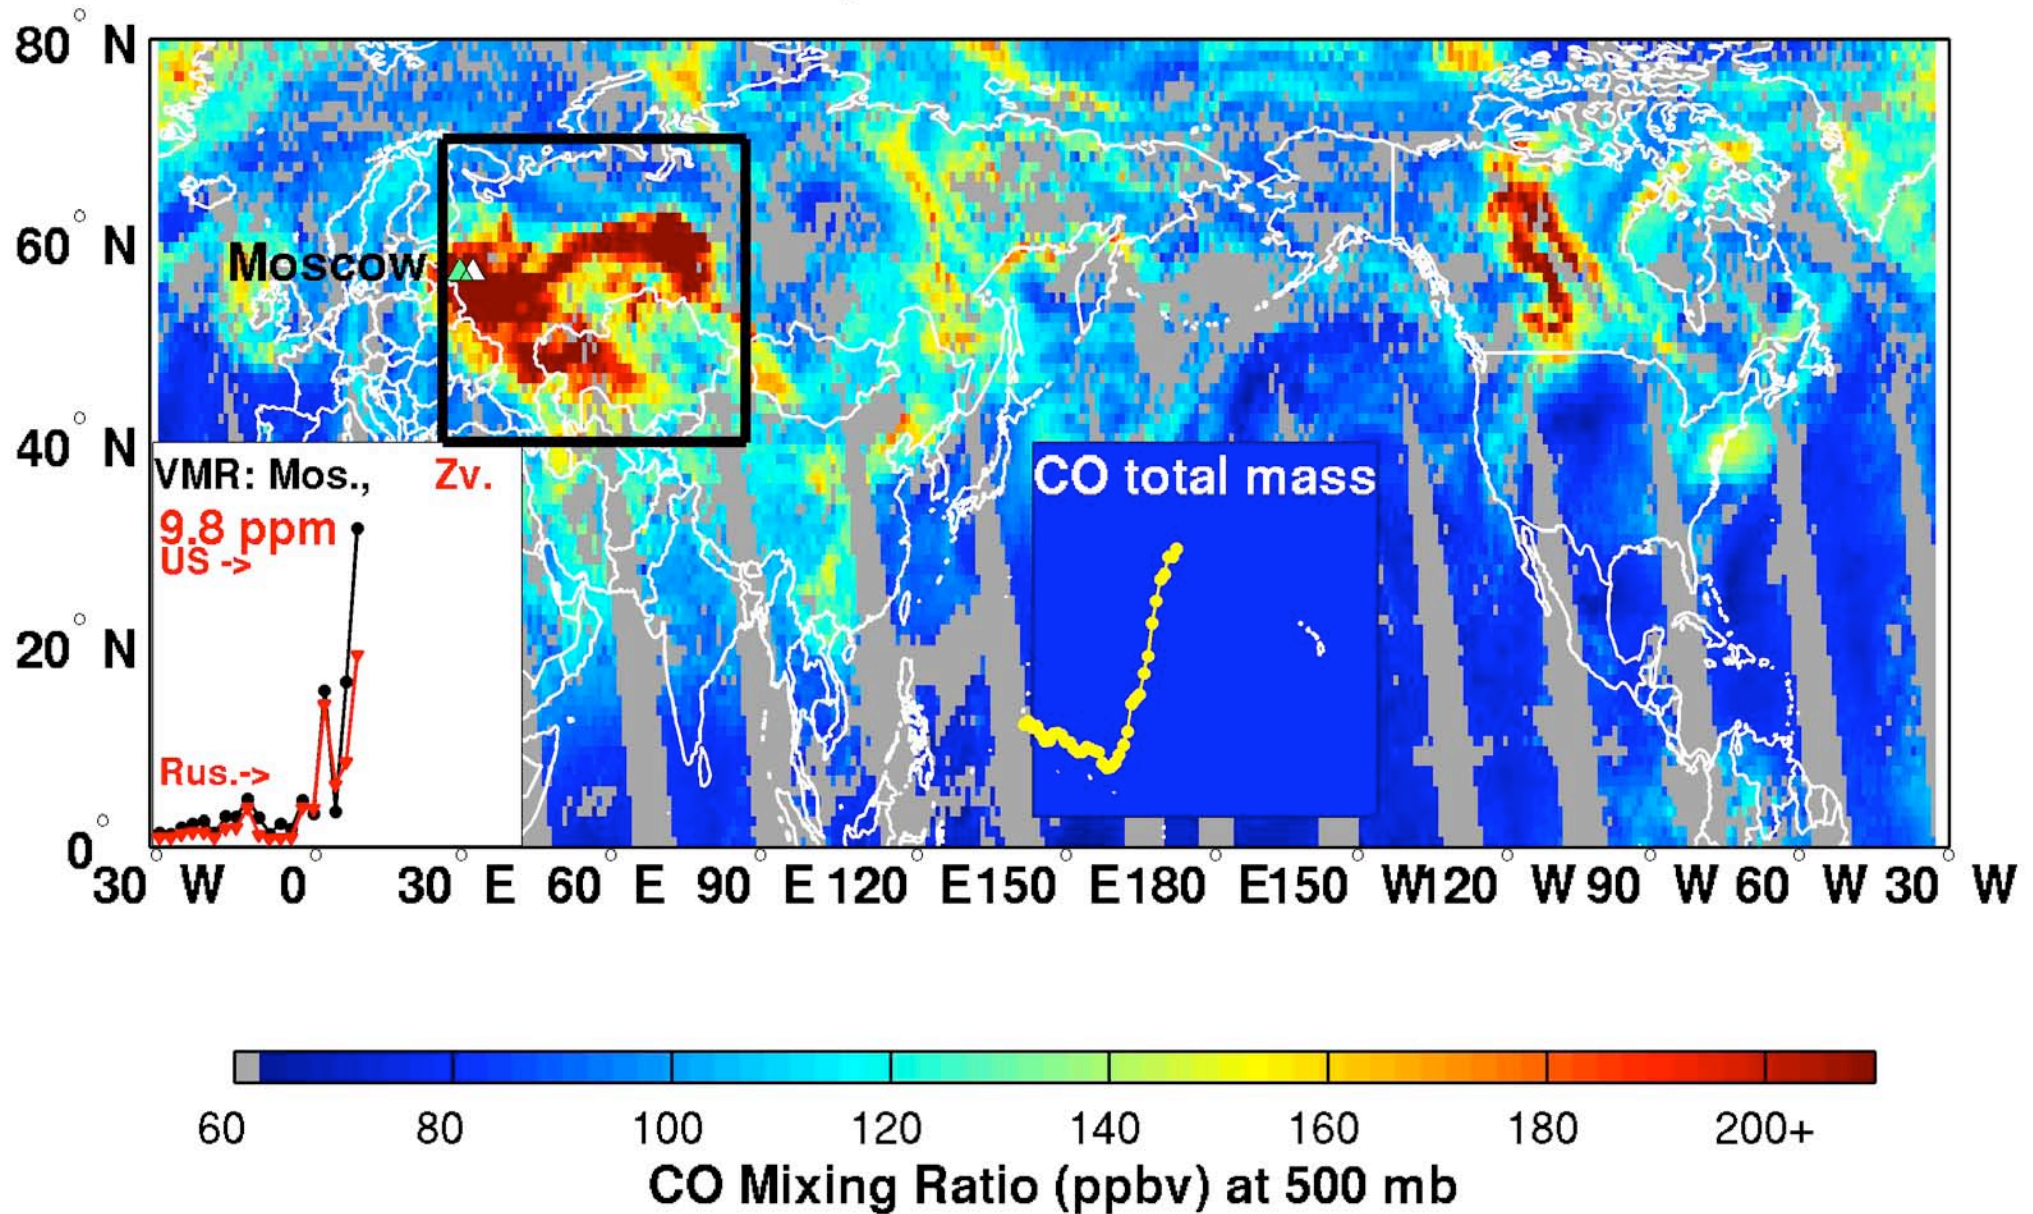 80° N
60° N
Moscow
40° N
VMR: Mos., Zv.
9.8 ppm
US ->
CO total mass
20° N
Rus.->
0°
30° W 0° 30° E 60° E 90° E 120° E 150° E 180° E 150° W 120° W 90° W 60° W 30° W
60 80 100 120 140 160 180 200+
CO Mixing Ratio (ppbv) at 500 mb